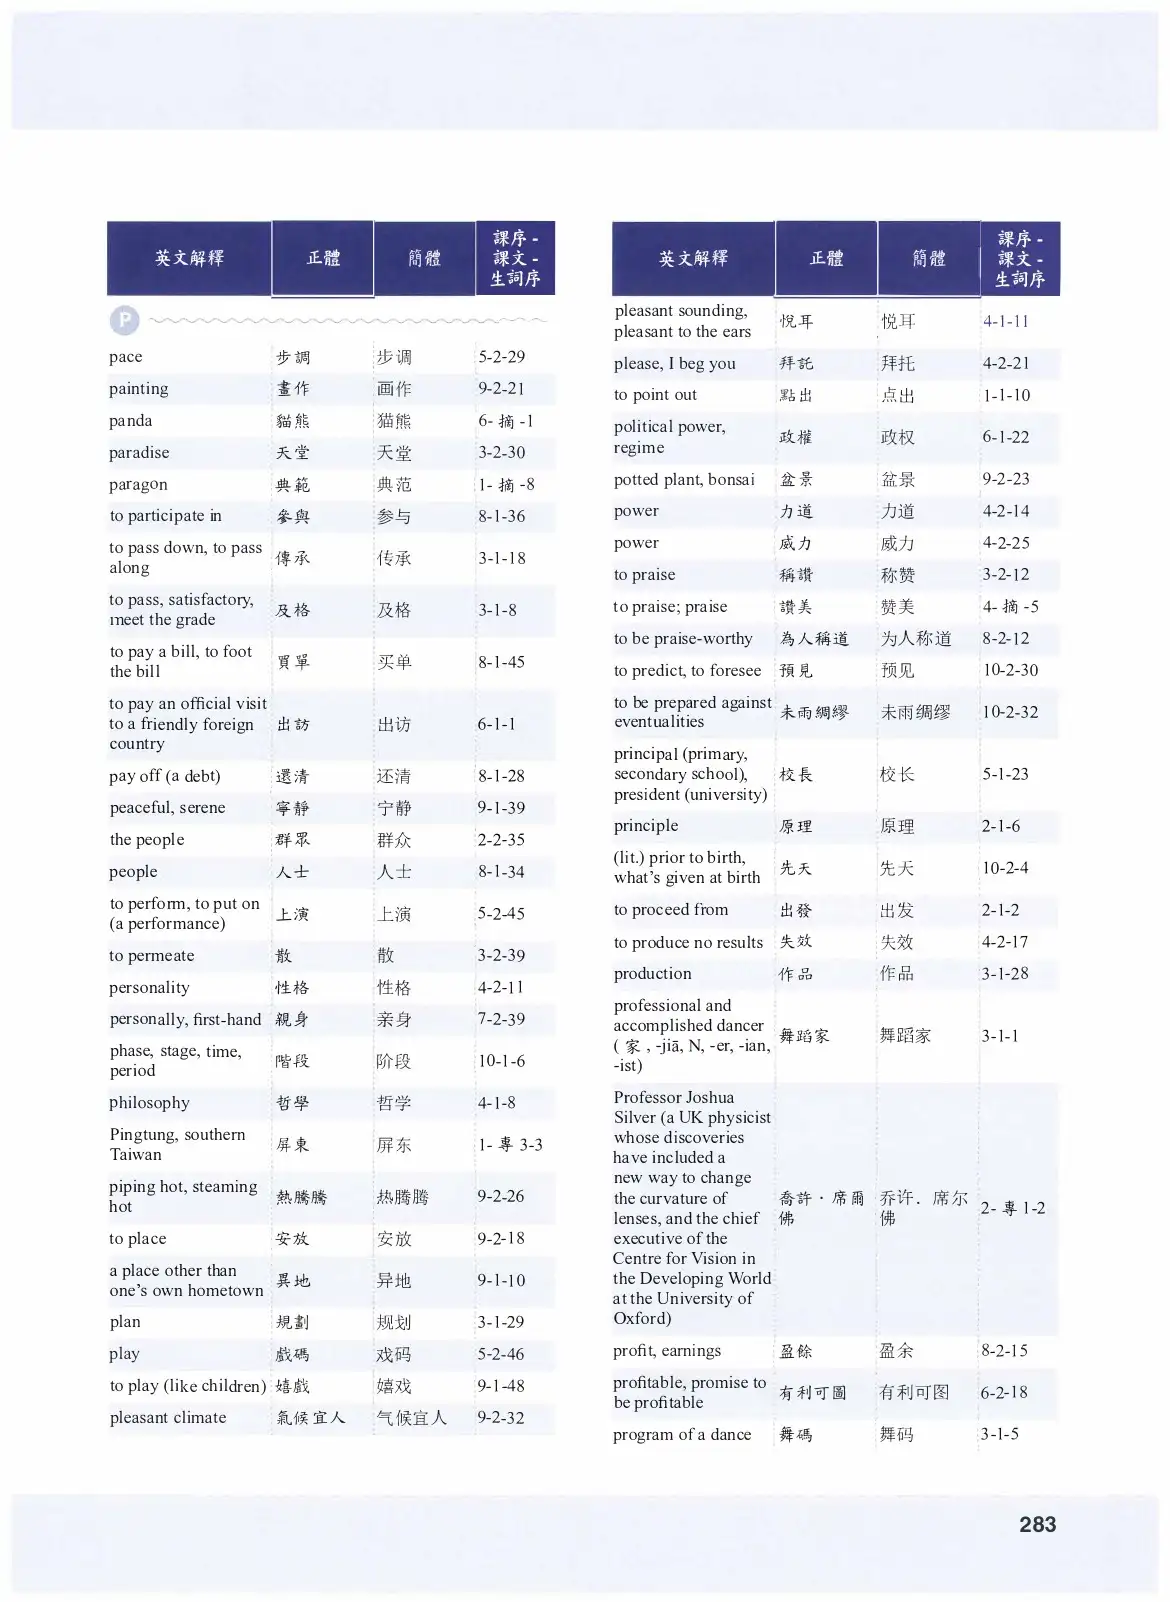 英文解釋 正體 簡體 課序-課文-生詞序
P
pace 步調 步调 5-2-29
painting 畫作 画作 9-2-21
panda 貓熊 猫熊 6- 摘 -1
paradise 天堂 天堂 3-2-30
paragon 典範 典范 1- 摘 -8
to participate in 參與 参与 8-1-36
to pass down, to pass
along 傳承 传承 3-1-18
to pass, satisfactory,
meet the grade 及格 及格 3-1-8
to pay a bill, to foot
the bill 買單 买单 8-1-45
to pay an official visit
to a friendly foreign 出訪 出访 6-1-1
country
pay off (a debt) 還清 还清 8-1-28
peaceful, serene 寧靜 宁静 9-1-39
the people 群眾 群众 2-2-35
people 人士 人士 8-1-34
to perform, to put on
(a performance) 上演 上演 5-2-45
to permeate 散 散 3-2-39
personality 性格 性格 4-2-11
personally, first-hand 親身 亲身 7-2-39
phase, stage, time,
period 階段 阶段 10-1-6
philosophy 哲學 哲学 4-1-8
Pingtung, southern
Taiwan 屏東 屏东 1- 專 3-3
piping hot, steaming
hot 熱騰騰 热腾腾 9-2-26
to place 安放 安放 9-2-18
a place other than
one's own hometown 異地 异地 9-1-10
plan 規劃 规划 3-1-29
play 戲碼 戏码 5-2-46
to play (like children) 嬉戲 嬉戏 9-1-48
pleasant climate 氣候宜人 气候宜人 9-2-32
英文解釋 正體 簡體 課序-課文-生詞序
pleasant sounding,
pleasant to the ears 悅耳 悦耳 4-1-11
please, I beg you 拜託 拜托 4-2-21
to point out 點出 点出 1-1-10
political power,
regime 政權 政权 6-1-22
potted plant, bonsai 盆景 盆景 9-2-23
power 力道 力道 4-2-14
power 威力 威力 4-2-25
to praise 稱讚 称赞 3-2-12
to praise; praise 讚美 赞美 4- 摘 -5
to be praise-worthy 為人稱道 为人称道 8-2-12
to predict, to foresee 預見 预见 10-2-30
to be prepared against
eventualities 未雨綢繆 未雨绸缪 10-2-32
principal (primary,
secondary school), 校長 校长 5-1-23
president (university)
principle 原理 原理 2-1-6
(lit.) prior to birth,
what's given at birth 先天 先天 10-2-4
to proceed from 出發 出发 2-1-2
to produce no results 失效 失效 4-2-17
production 作品 作品 3-1-28
professional and
accomplished dancer
( 家 , -jiā, N, -er, -ian, 舞蹈家 舞蹈家 3-1-1
-ist)
Professor Joshua
Silver (a UK physicist
whose discoveries
have included a
new way to change
the curvature of 喬許‧席爾 乔许．席尔
lenses, and the chief 佛 佛 2- 專 1-2
executive of the
Centre for Vision in
the Developing World
at the University of
Oxford)
profit, earnings 盈餘 盈余 8-2-15
profitable, promise to
be profitable 有利可圖 有利可图 6-2-18
program of a dance 舞碼 舞码 3-1-5
283